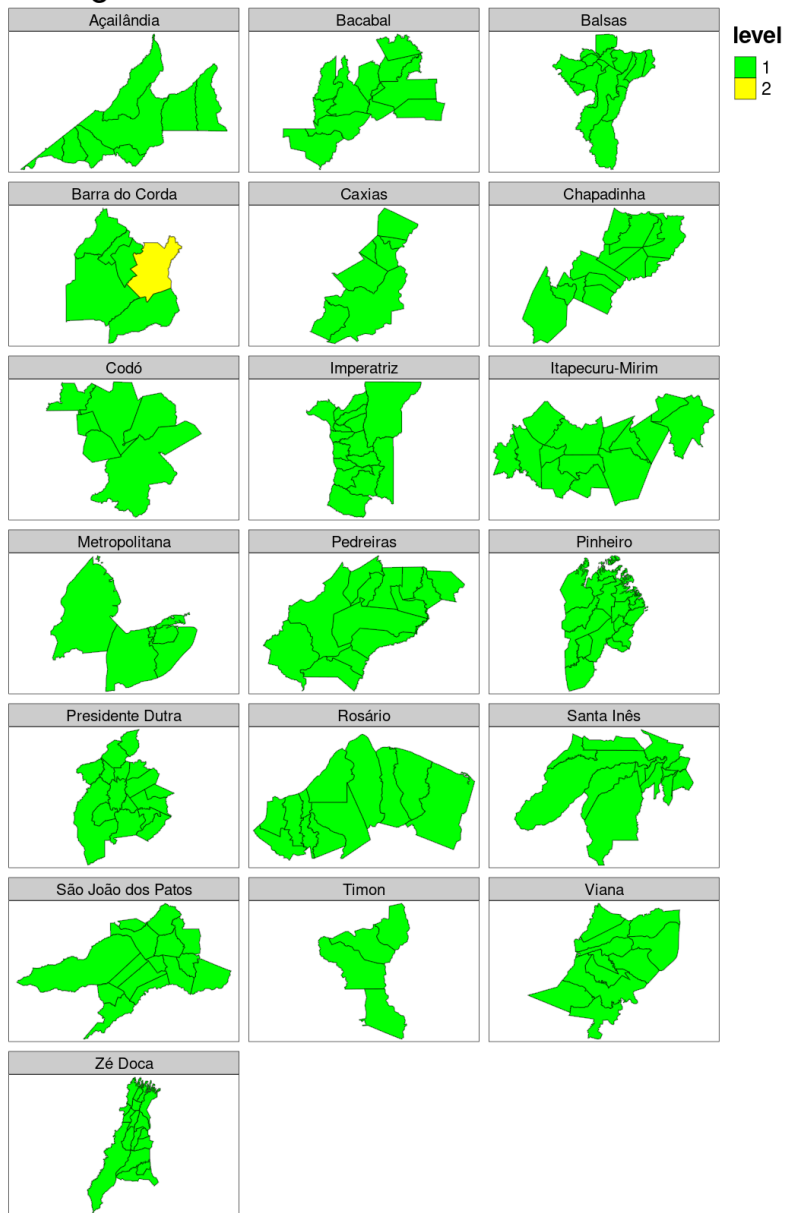 Açailândia
Bacabal
Balsas
level
1
2
Barra do Corda
Caxias
Chapadinha
Codó
Imperatriz
Itapecuru-Mirim
Metropolitana
Pedreiras
Pinheiro
Presidente Dutra
Rosário
Santa Inês
São João dos Patos
Timon
Viana
Zé Doca